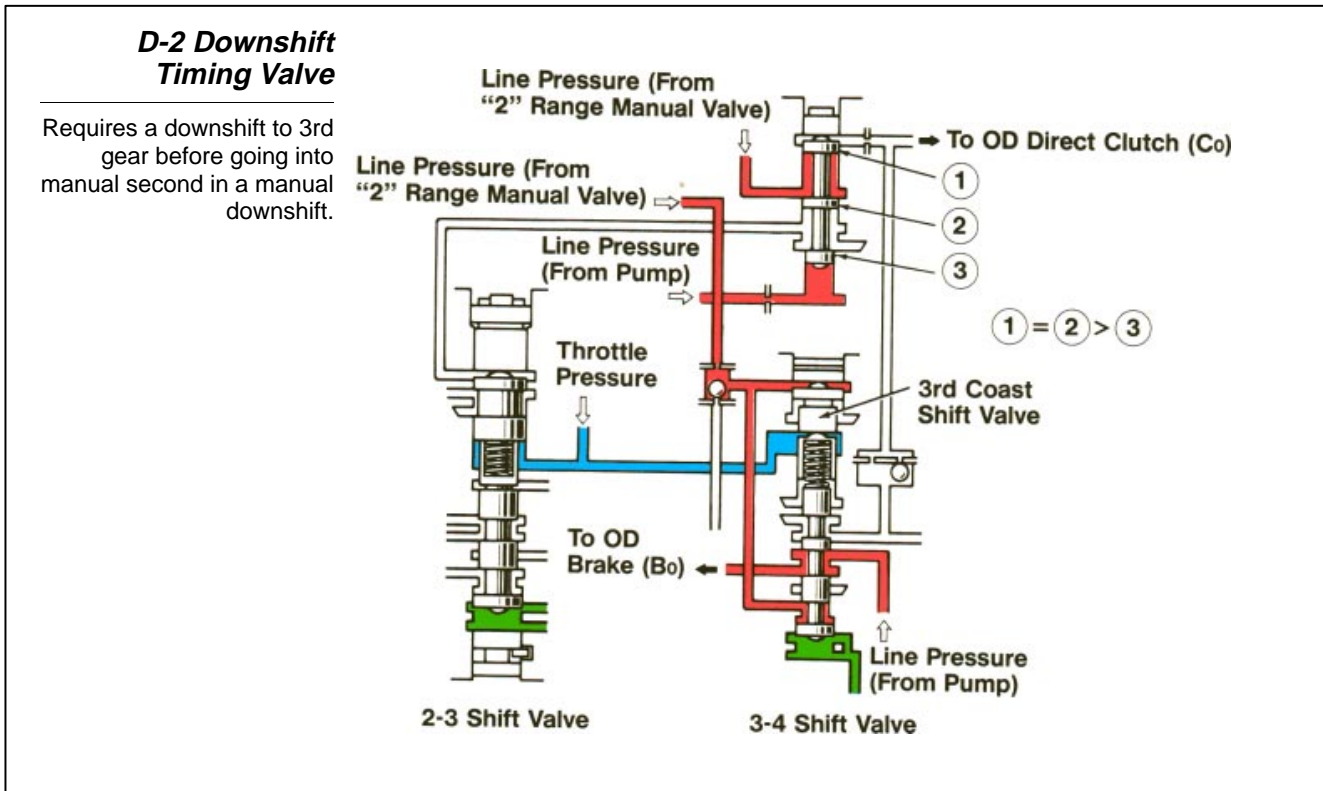 D-2 Downshift
Timing Valve
Requires a downshift to 3rd
gear before going into
manual second in a manual
downshift.
Line Pressure (From
“2” Range Manual Valve)
To OD Direct Clutch (C0)
Line Pressure (From
“2” Range Manual Valve)
1
2
Line Pressure
(From Pump)
3
1 = 2 > 3
Throttle
Pressure
3rd Coast
Shift Valve
To OD
Brake (B0)
Line Pressure
(From Pump)
2-3 Shift Valve
3-4 Shift Valve